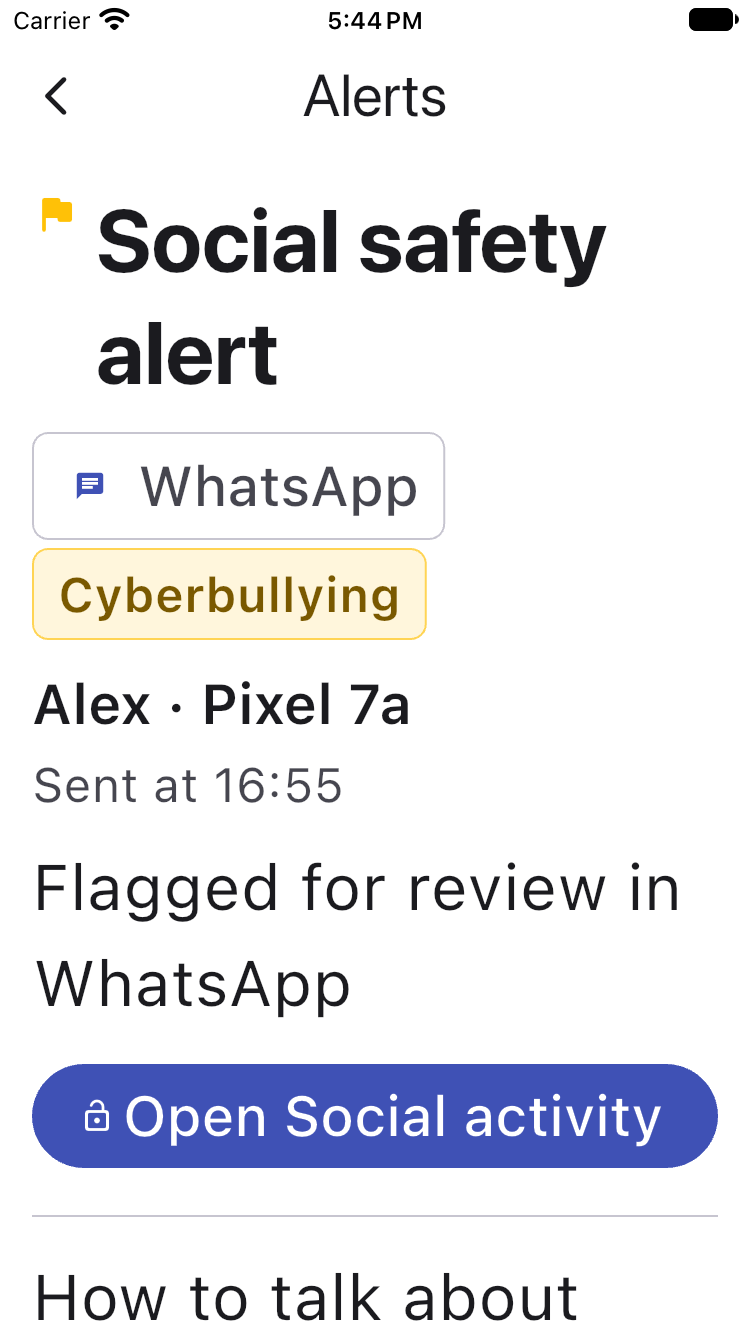 Carrier 5:44 PM
Alerts
Social safety
alert
WhatsApp
Cyberbullying
Alex · Pixel 7a
Sent at 16:55
Flagged for review in
WhatsApp
Open Social activity
How to talk about